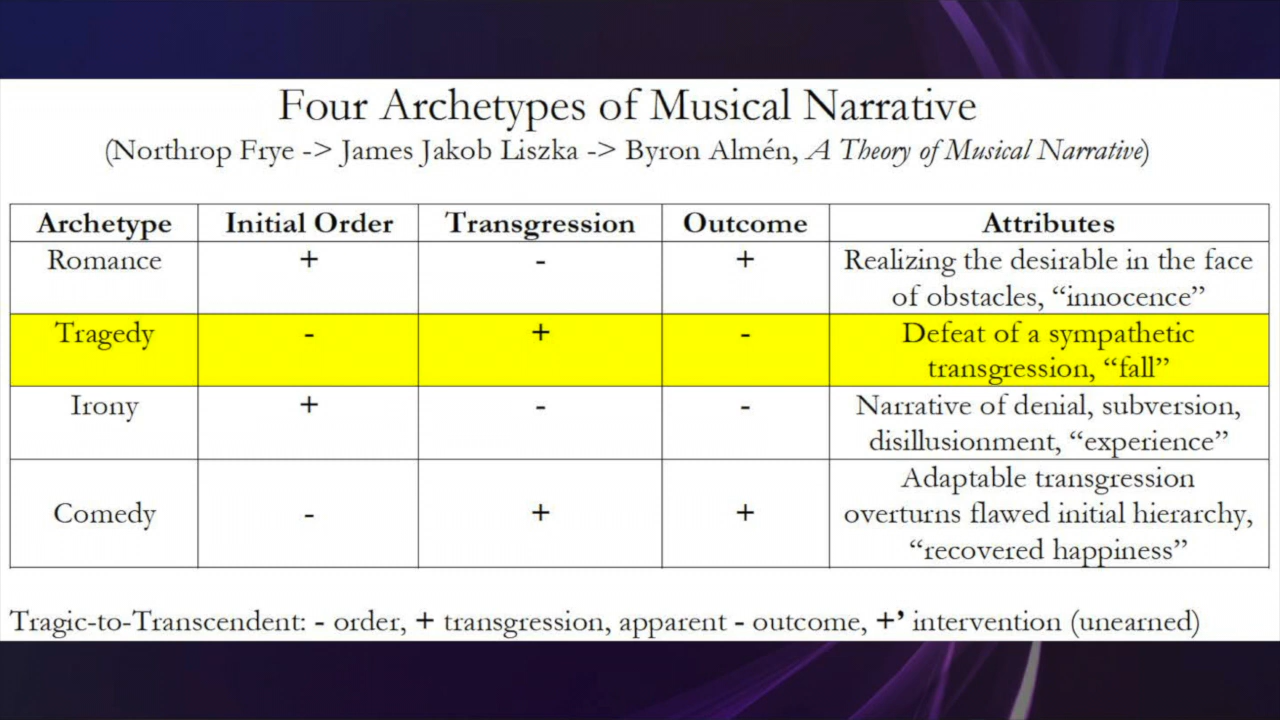 Four Archetypes of Musical Narrative
(Northrop Frye -> James Jakob Liszka -> Byron Almén, A Theory of Musical Narrative)
Archetype Initial Order Transgression Outcome Attributes
Romance + - + Realizing the desirable in the face
of obstacles, “innocence”
Tragedy - + - Defeat of a sympathetic
transgression, “fall”
Irony + - - Narrative of denial, subversion,
disillusionment, “experience”
Adaptable transgression
Comedy - + + overturns flawed initial hierarchy,
“recovered happiness”
Tragic-to-Transcendent: - order, + transgression, apparent - outcome, +’ intervention (unearned)